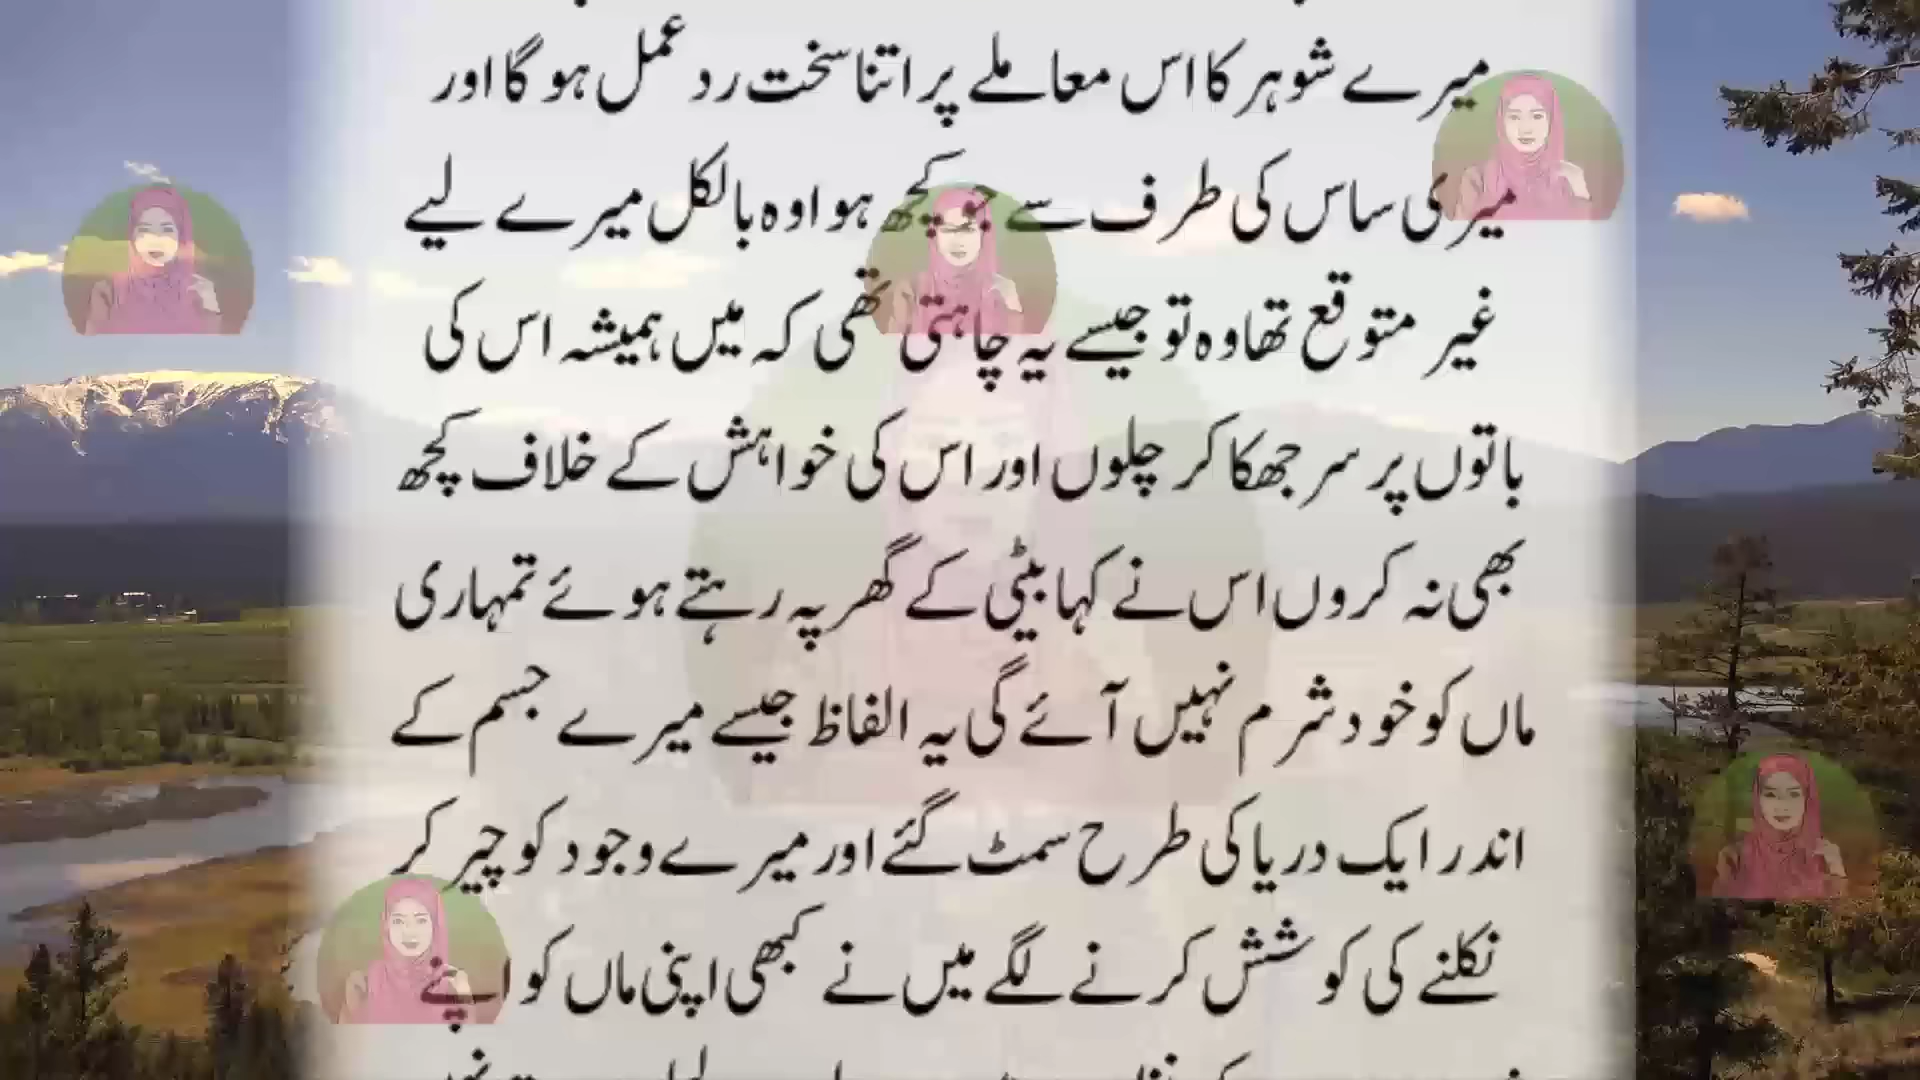 میرے شوہر کا اس معاملے پر اتنا سخت رد عمل ہو گا اور
میری ساس کی طرف سے جو کچھ ہوا وہ بالکل میرے لیے
غیر متوقع تھا وہ تو جیسے یہ چاہتی تھی کہ میں ہمیشہ اس کی
باتوں پر سر جھکا کر چلوں اور اس کی خواہش کے خلاف کچھ
بھی نہ کروں اس نے کہا بیٹی کے گھر پہ رہتے ہوئے تمہاری
ماں کو خود شرم نہیں آئے گی یہ الفاظ جیسے میرے جسم کے
اندر ایک دریا کی طرح سمٹ گئے اور میرے وجود کو چیر کر
نکلنے کی کوشش کرنے لگے میں نے کبھی اپنی ماں کو اپنے